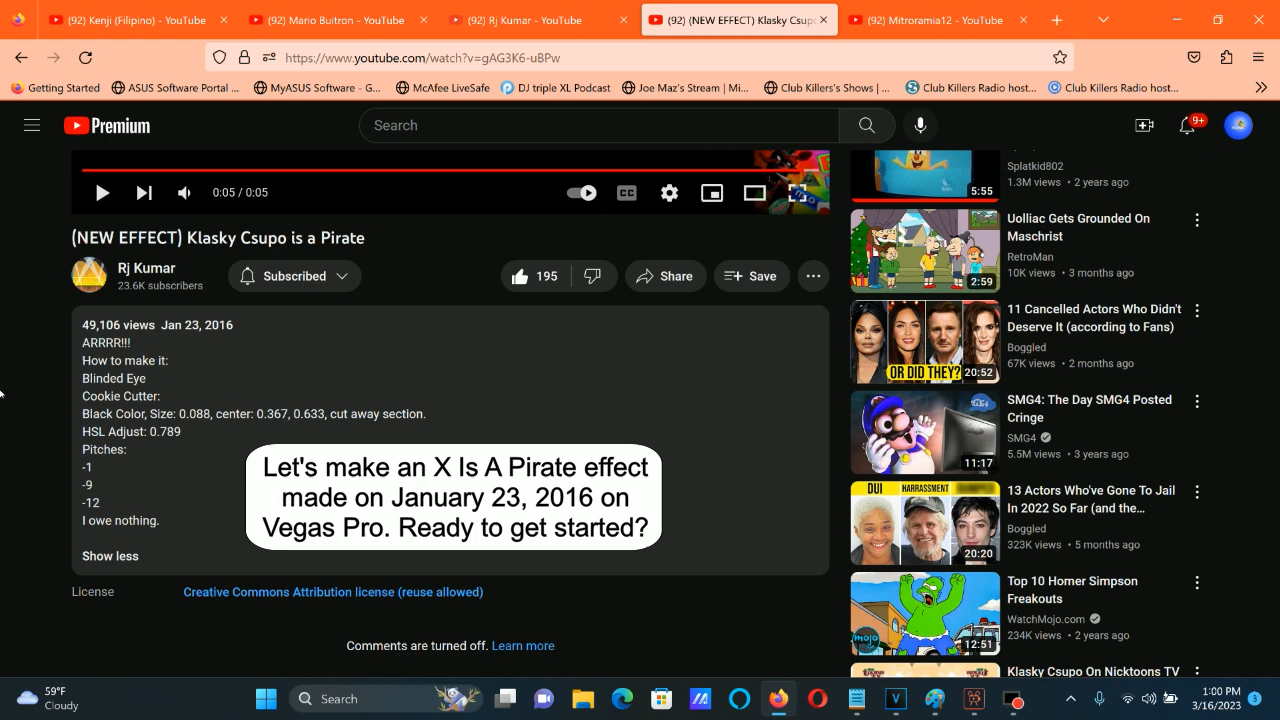 (92) Kenji (Filipino) - YouTube
(92) Mario Buitron - YouTube
(92) Rj Kumar - YouTube
(92) (NEW EFFECT) Klasky Csupo
(92) Mitroramia12 - YouTube
https://www.youtube.com/watch?v=gAG3K6-uBPw
Getting Started
ASUS Software Portal ...
MyASUS Software - G...
McAfee LiveSafe
DJ triple XL Podcast
Joe Maz's Stream | Mi...
Club Killers's Shows | ...
Club Killers Radio host...
Club Killers Radio host...
Premium
Search
9+
0:05 / 0:05
CC
(NEW EFFECT) Klasky Csupo is a Pirate
Rj Kumar
23.6K subscribers
Subscribed
195
Share
Save
49,106 views Jan 23, 2016
ARRRR!!!
How to make it:
Blinded Eye
Cookie Cutter:
Black Color, Size: 0.088, center: 0.367, 0.633, cut away section.
HSL Adjust: 0.789
Pitches:
-1
-9
-12
I owe nothing.
Show less
Let's make an X Is A Pirate effect
made on January 23, 2016 on
Vegas Pro. Ready to get started?
License
Creative Commons Attribution license (reuse allowed)
Comments are turned off. Learn more
5:55
Splatkid802
1.3M views • 2 years ago
2:59
Uolliac Gets Grounded On
Maschrist
RetroMan
10K views • 3 months ago
OR DID THEY?
20:52
11 Cancelled Actors Who Didn't
Deserve It (according to Fans)
Boggled
67K views • 2 months ago
SMG4
11:17
SMG4: The Day SMG4 Posted
Cringe
SMG4
5.5M views • 3 years ago
DUI
HARRASSMENT
20:20
13 Actors Who've Gone To Jail
In 2022 So Far (and the...
Boggled
323K views • 5 months ago
mojo
12:51
Top 10 Homer Simpson
Freakouts
WatchMojo.com
234K views • 2 years ago
Klasky Csupo On Nicktoons TV
59°F
Cloudy
Search
1:00 PM
3/16/2023
3